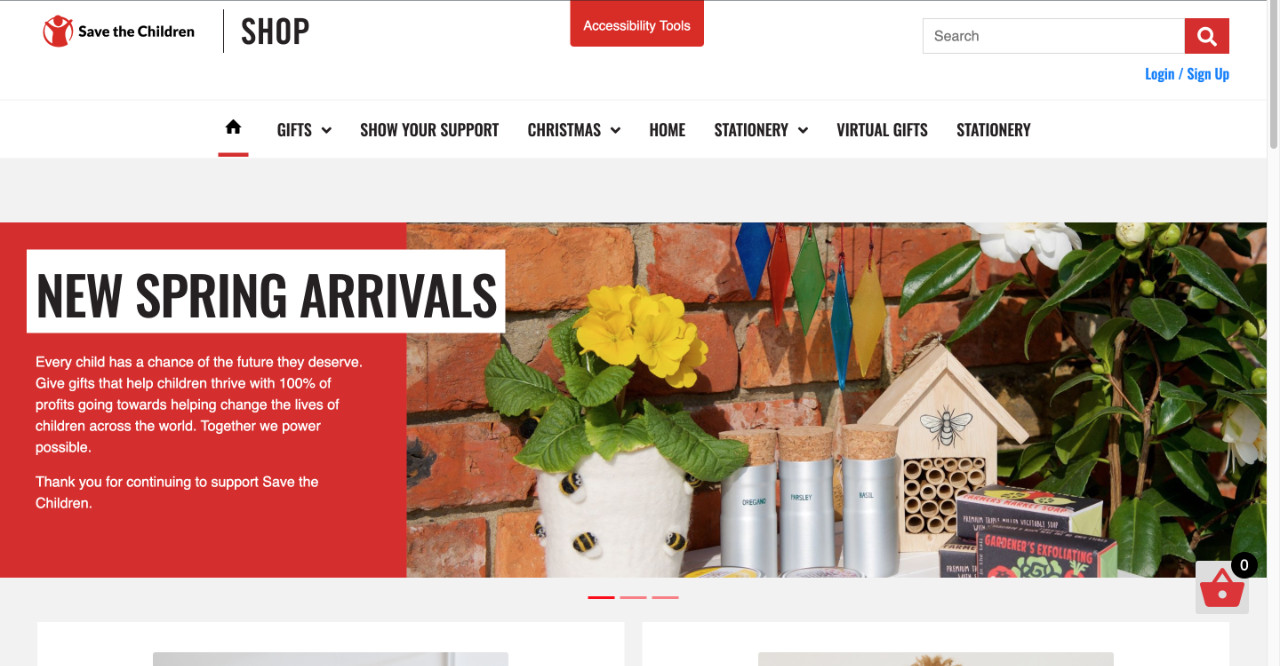 Save the Children
SHOP
Accessibility Tools
Search
Login / Sign Up
GIFTS SHOW YOUR SUPPORT CHRISTMAS HOME STATIONERY VIRTUAL GIFTS STATIONERY
NEW SPRING ARRIVALS
Every child has a chance of the future they deserve.
Give gifts that help children thrive with 100% of
profits going towards helping change the lives of
children across the world. Together we power
possible.
Thank you for continuing to support Save the
Children.
OREGANO
PARSLEY
BASIL
FARMERS MARKET SOAP
GARDENER'S EXFOLIATING
0